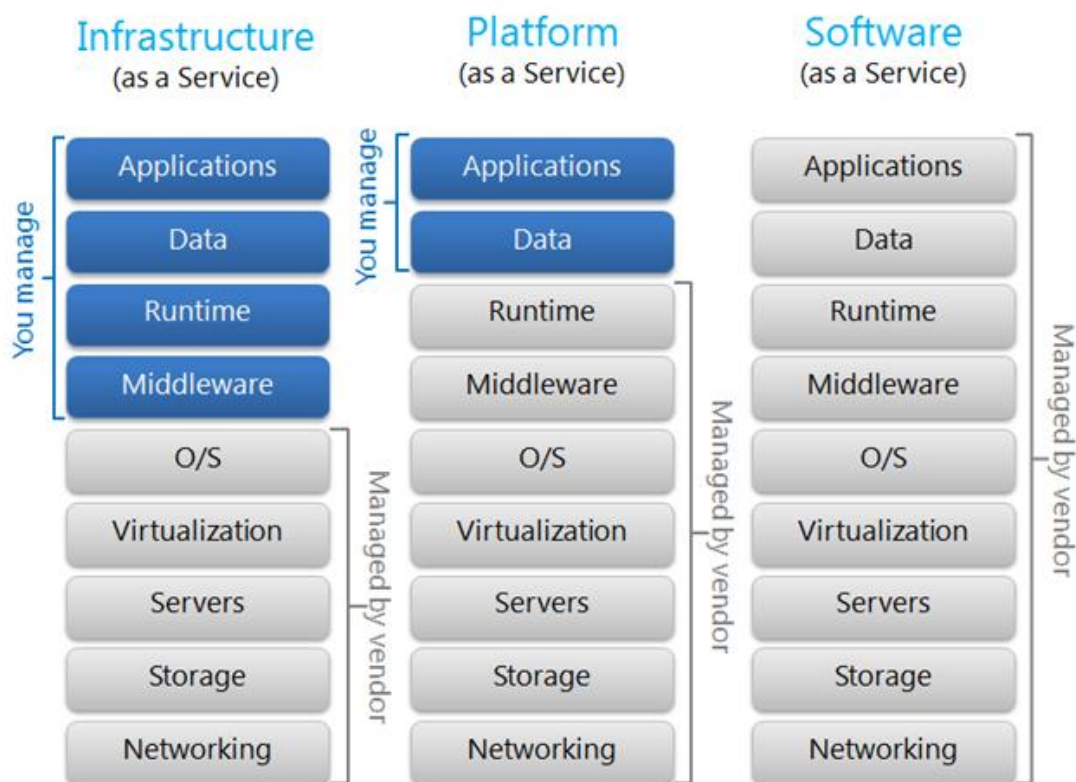 Infrastructure
(as a Service)
You manage
Applications
Data
Runtime
Middleware
O/S
Virtualization
Servers
Storage
Networking
Managed by vendor
Platform
(as a Service)
You manage
Applications
Data
Runtime
Middleware
O/S
Virtualization
Servers
Storage
Networking
Managed by vendor
Software
(as a Service)
Applications
Data
Runtime
Middleware
O/S
Virtualization
Servers
Storage
Networking
Managed by vendor